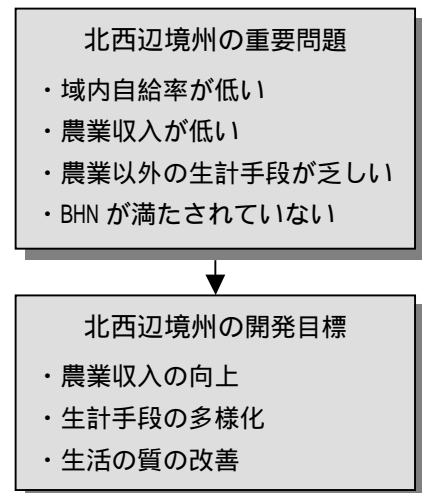 北西辺境州の重要問題
・域内自給率が低い
・農業収入が低い
・農業以外の生計手段が乏しい
・BHN が満たされていない
北西辺境州の開発目標
・農業収入の向上
・生計手段の多様化
・生活の質の改善